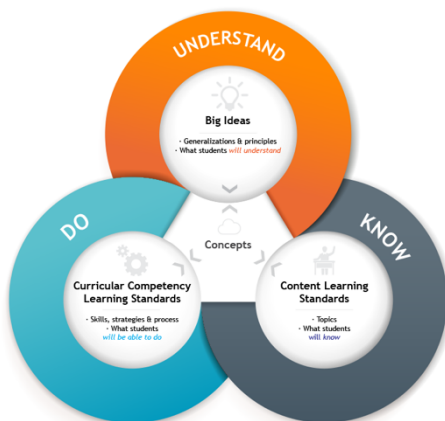 UNDERSTAND
Big Ideas
· Generalizations & principles
· What students will understand
Concepts
DO
Curricular Competency
Learning Standards
· Skills, strategies & process
· What students
will be able to do
KNOW
Content Learning
Standards
· Topics
· What students
will know